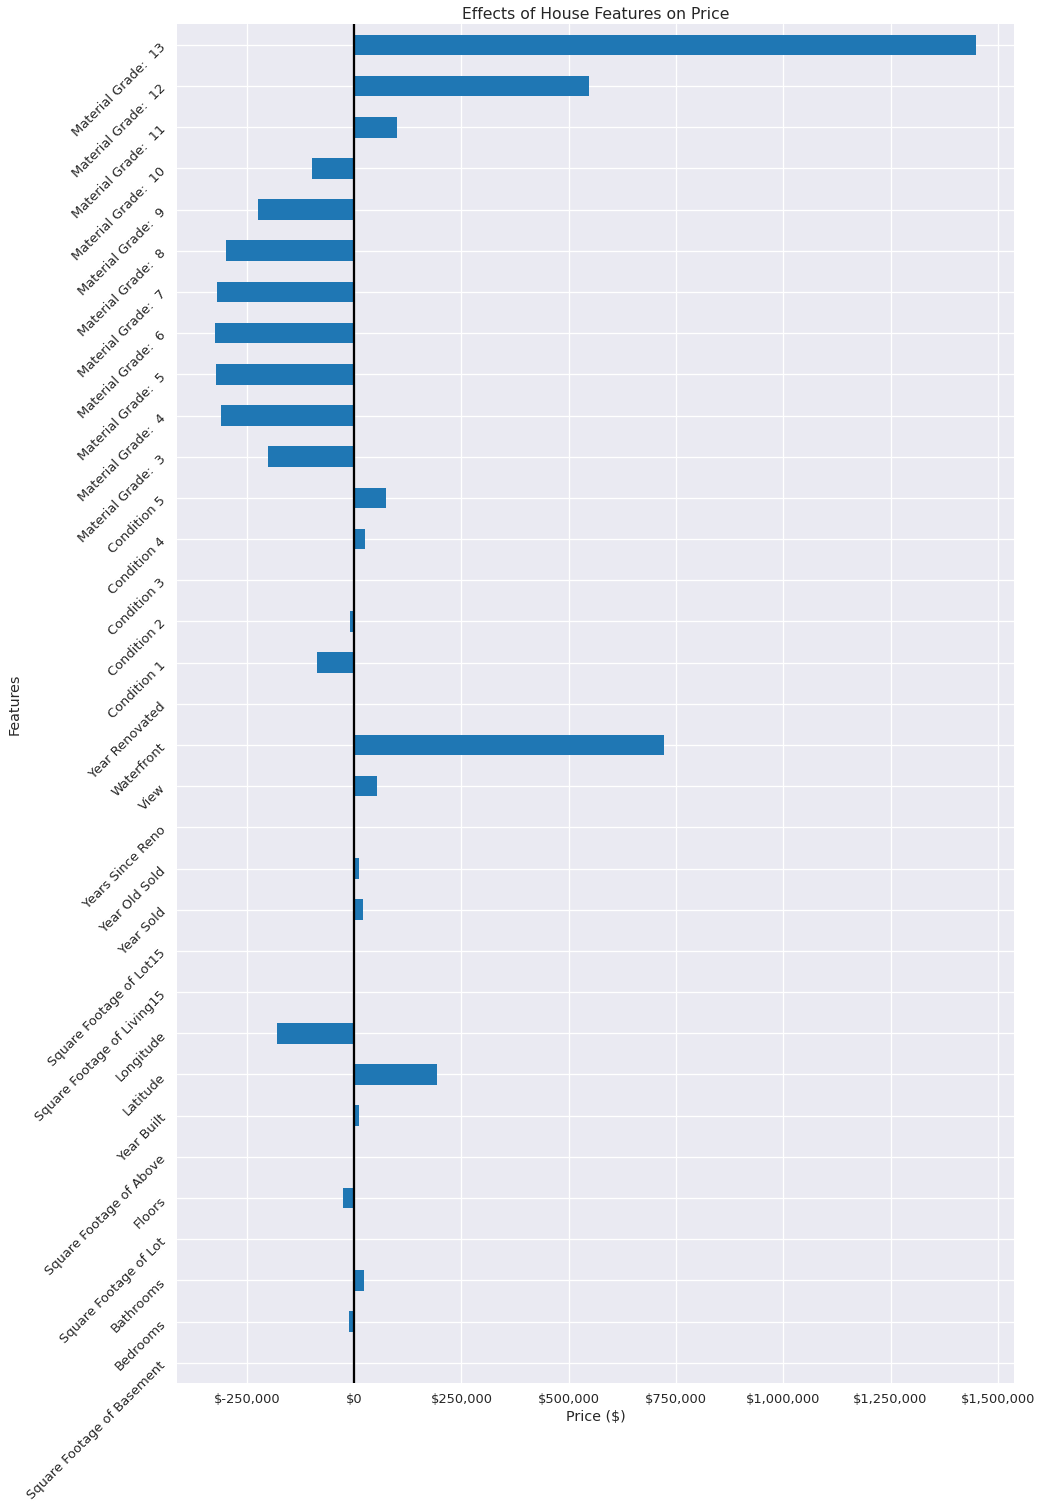 Effects of House Features on Price
Material Grade:  13
Material Grade:  12
Material Grade:  11
Material Grade:  10
Material Grade:  9
Material Grade:  8
Material Grade:  7
Material Grade:  6
Material Grade:  5
Material Grade:  4
Material Grade:  3
Condition 5
Condition 4
Condition 3
Condition 2
Condition 1
Year Renovated
Waterfront
View
Years Since Reno
Year Old Sold
Year Sold
Square Footage of Lot15
Square Footage of Living15
Longitude
Latitude
Year Built
Square Footage of Above
Floors
Square Footage of Lot
Bathrooms
Bedrooms
Square Footage of Basement
Features
$-250,000
$0
$250,000
$500,000
$750,000
$1,000,000
$1,250,000
$1,500,000
Price ($)